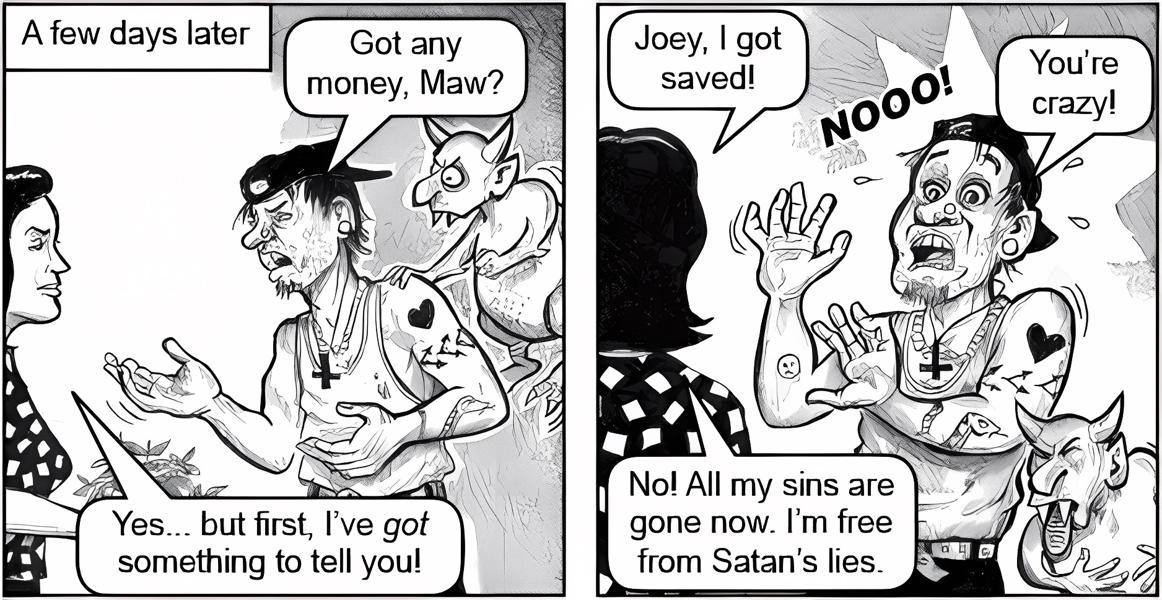 A few days later
Got any
money, Maw?
Yes... but first, I've got
something to tell you!
Joey, I got
saved!
NOOO!
You're
crazy!
No! All my sins are
gone now. I'm free
from Satan's lies.